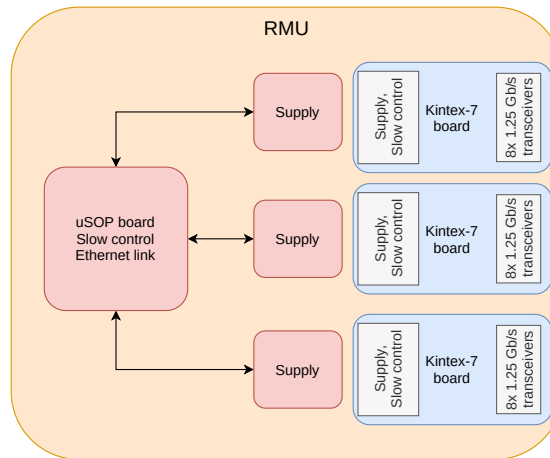 RMU
Supply
Supply,
Slow control
Kintex-7
board
8x 1.25 Gb/s
transceivers
uSOP board
Slow control
Ethernet link
Supply
Supply,
Slow control
Kintex-7
board
8x 1.25 Gb/s
transceivers
Supply
Supply,
Slow control
Kintex-7
board
8x 1.25 Gb/s
transceivers